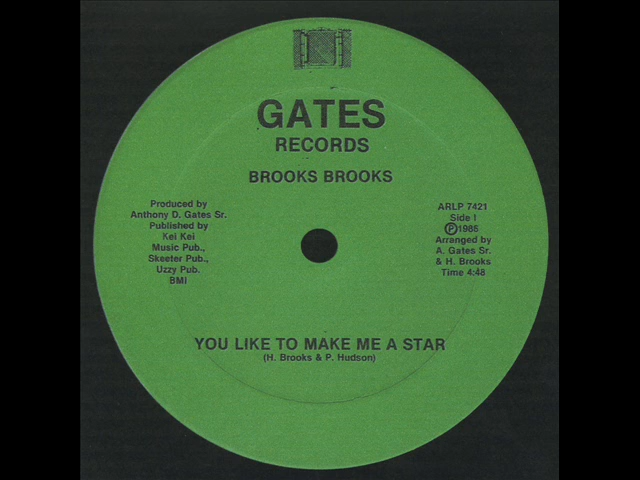 GATES
RECORDS
BROOKS BROOKS
Produced by
Anthony D. Gates Sr.
Published by
Kei Kei
Music Pub.,
Skeeter Pub.,
Uzzy Pub.
BMI
ARLP 7421
Side I
Ⓟ1985
Arranged by
A. Gates Sr.
& H. Brooks
Time 4:48
YOU LIKE TO MAKE ME A STAR
(H. Brooks & P. Hudson)